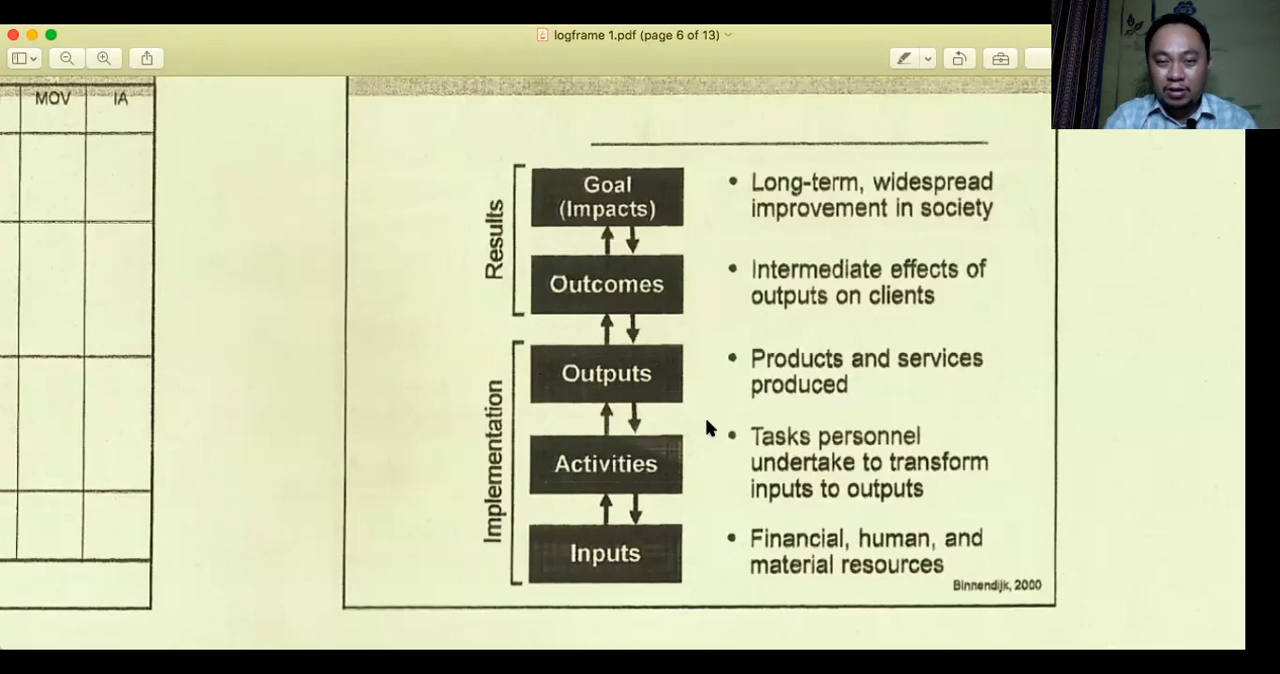 logframe 1.pdf (page 6 of 13)
MOV
IA
Results
Goal
(Impacts)
Long-term, widespread
improvement in society
Outcomes
Intermediate effects of
outputs on clients
Implementation
Outputs
Products and services
produced
Activities
Tasks personnel
undertake to transform
inputs to outputs
Inputs
Financial, human, and
material resources
Binnendijk, 2000